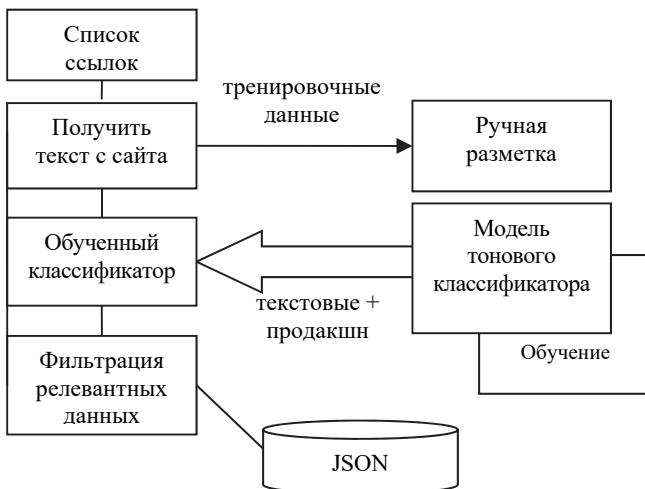 Список
ссылок
тренировочные
данные
Получить
текст с сайта
Ручная
разметка
Обученный
классификатор
Модель
тонового
классификатора
текстовые +
продакшн
Обучение
Фильтрация
релевантных
данных
JSON